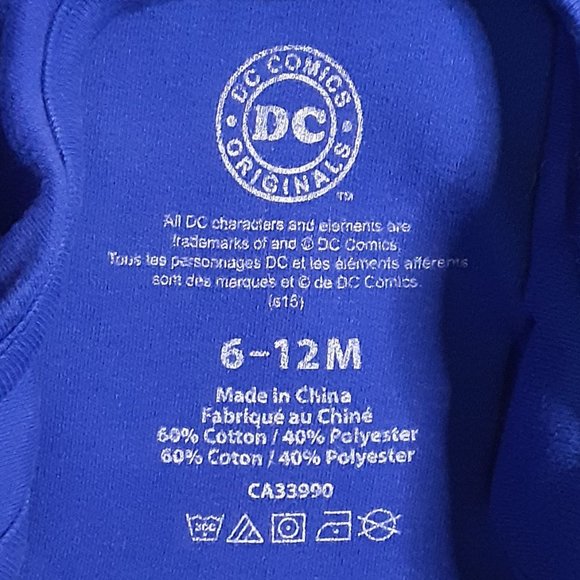 DC COMICS
DC
ORIGINALS
TM
All DC characters and elements are
trademarks of and © DC Comics.
Tous les personnages DC et les éléments afférents
sont des marques et © de DC Comics.
(s15)
6-12M
Made in China
Fabriqué au Chiné
60% Cotton / 40% Polyester
60% Coton / 40% Polyester
CA33990
30C